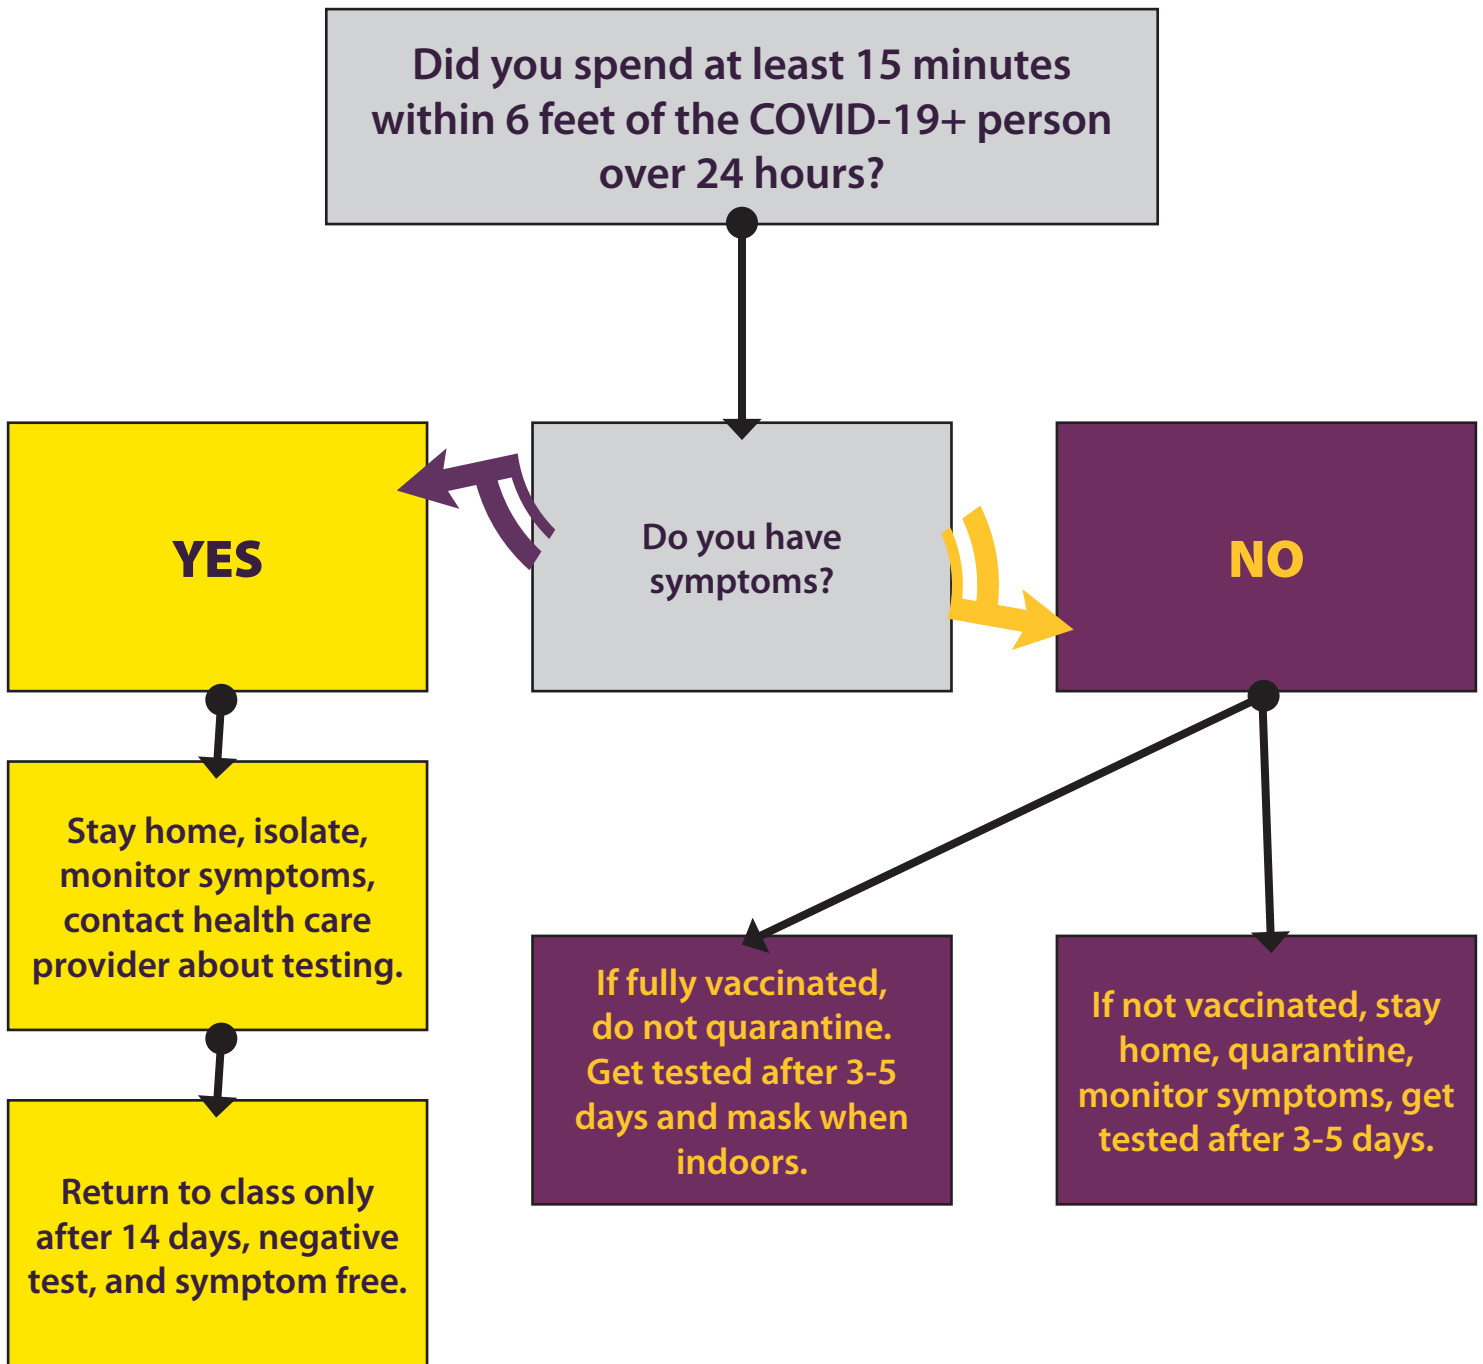 Did you spend at least 15 minutes
within 6 feet of the COVID-19+ person
over 24 hours?
YES
Do you have
symptoms?
NO
Stay home, isolate,
monitor symptoms,
contact health care
provider about testing.
If fully vaccinated,
do not quarantine.
Get tested after 3-5
days and mask when
indoors.
If not vaccinated, stay
home, quarantine,
monitor symptoms, get
tested after 3-5 days.
Return to class only
after 14 days, negative
test, and symptom free.